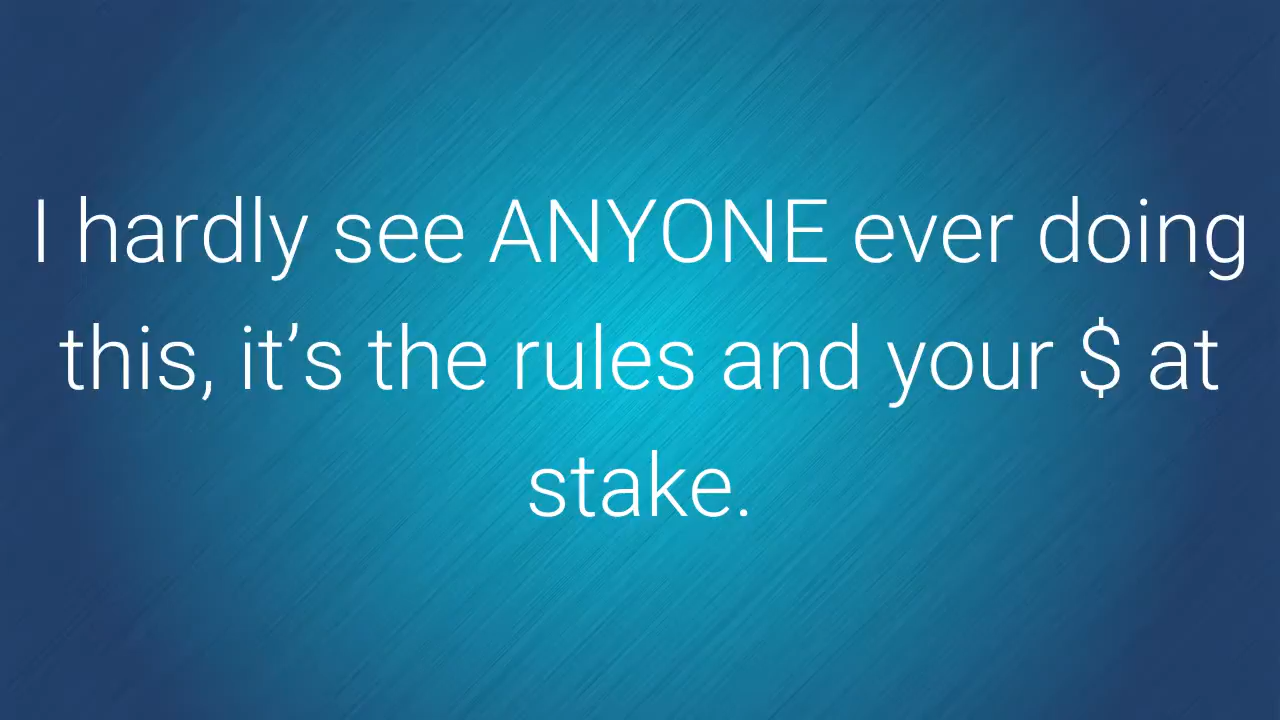 I hardly see ANYONE ever doing
this, it’s the rules and your $ at
stake.